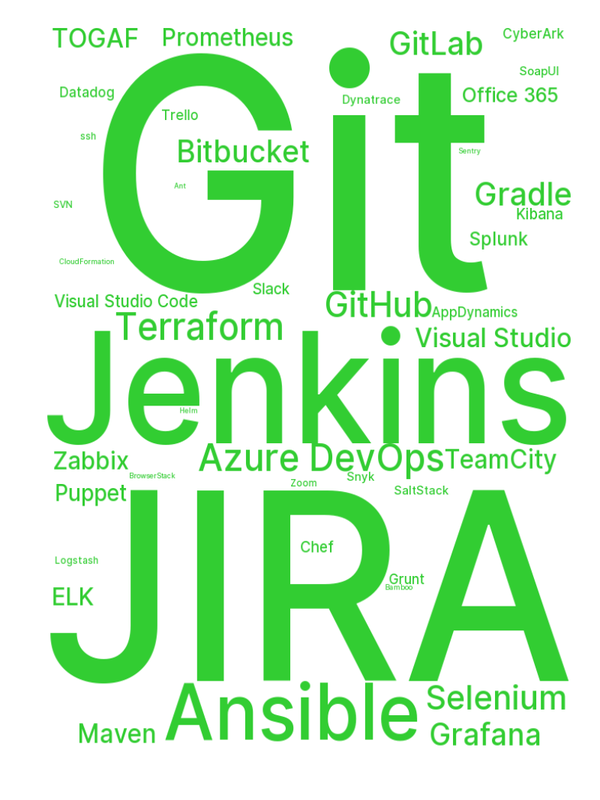 TOGAF
Prometheus
GitLab
CyberArk
SoapUI
Datadog
Dynatrace
Office 365
Trello
ssh
Git
Bitbucket
Sentry
Ant
Gradle
SVN
Kibana
Splunk
CloudFormation
Slack
Visual Studio Code
GitHub
AppDynamics
Terraform
Visual Studio
Jenkins
Helm
Zabbix
Azure DevOps
TeamCity
BrowserStack
Snyk
Zoom
Puppet
SaltStack
JIRA
Chef
Logstash
Grunt
Bamboo
ELK
Ansible
Selenium
Maven
Grafana